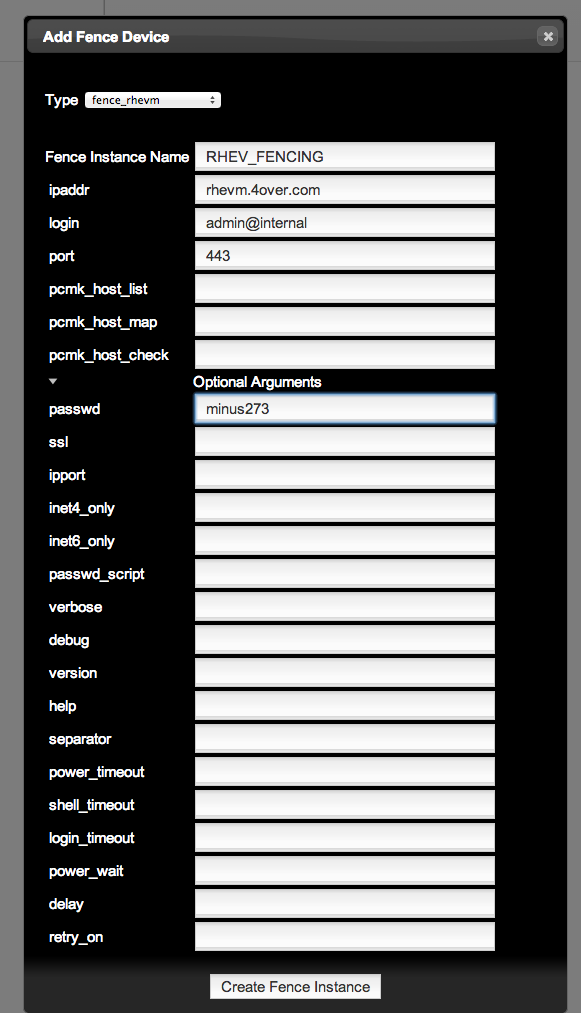 Add Fence Device
Type fence_rhevm
Fence Instance Name RHEV_FENCING
ipaddr rhevm.4over.com
login admin@internal
port 443
pcmk_host_list
pcmk_host_map
pcmk_host_check
Optional Arguments
passwd minus273
ssl
ipport
inet4_only
inet6_only
passwd_script
verbose
debug
version
help
separator
power_timeout
shell_timeout
login_timeout
power_wait
delay
retry_on
Create Fence Instance